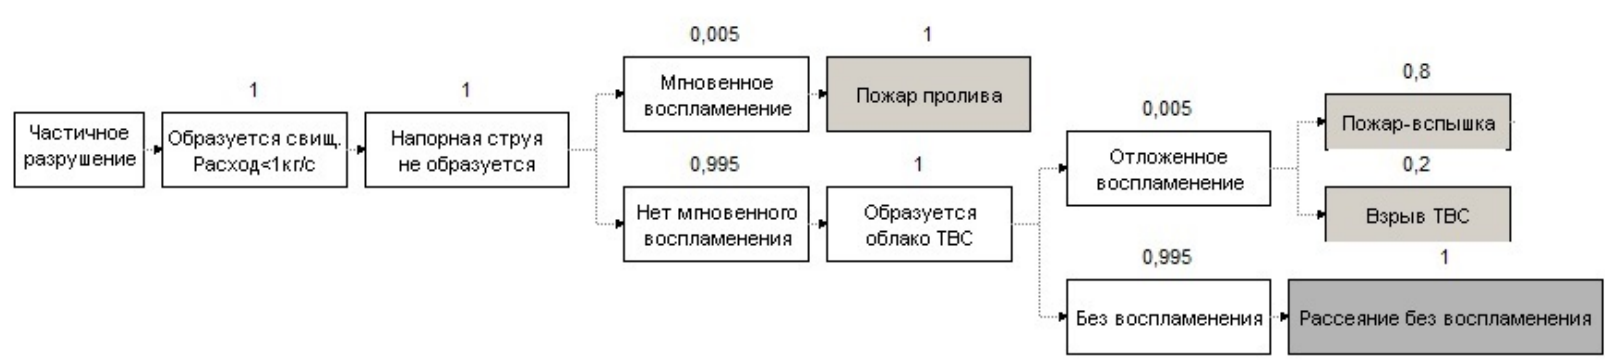 0,005
1
Мгновенное
воспламенение
Пожар пролива
1
1
Частичное
разрушение
Образуется свищ.
Расход<1кг/с
Напорная струя
не образуется
0,8
Пожар-вспышка
0,005
Отложенное
воспламенение
0,2
Взрыв ТВС
0,995
1
Нет мгновенного
воспламенения
Образуется
облако ТВС
0,995
1
Без воспламенения
Рассеяние без воспламенения